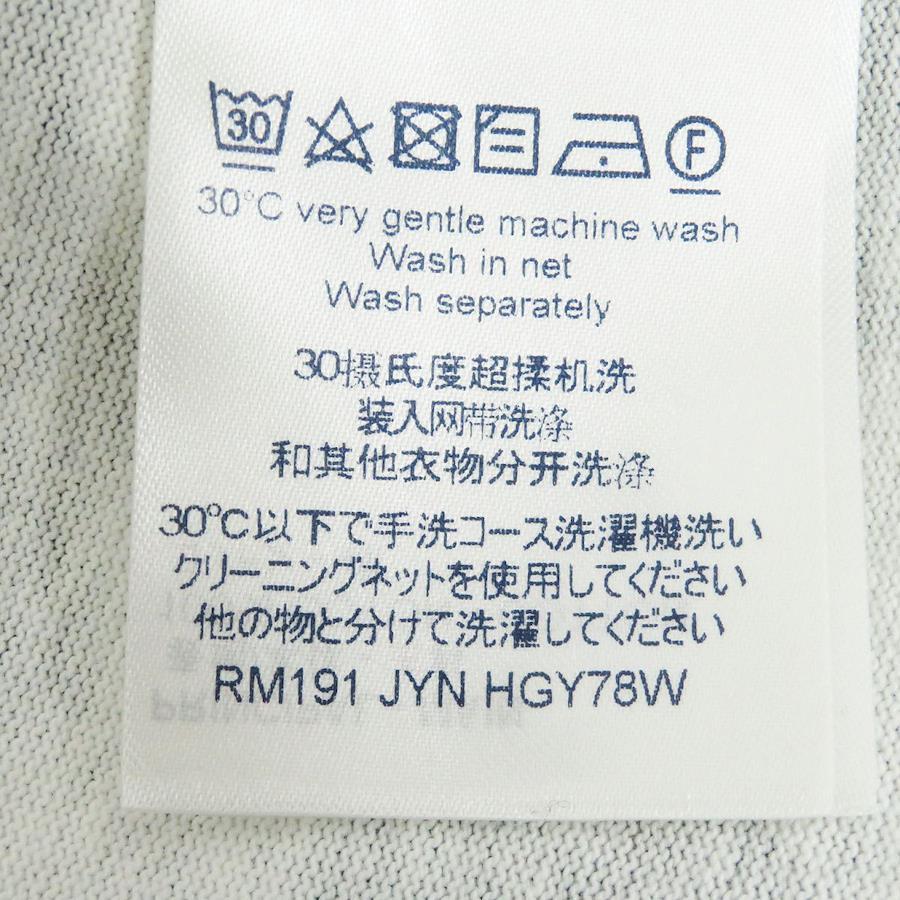 30
F
30°C very gentle machine wash
Wash in net
Wash separately
30摄氏度超揉机洗
装入网带洗涤
和其他衣物分开洗涤
30°C以下で手洗コース洗濯機洗い
クリーニングネットを使用してください
他の物と分けて洗濯してください
RM191 JYN HGY78W